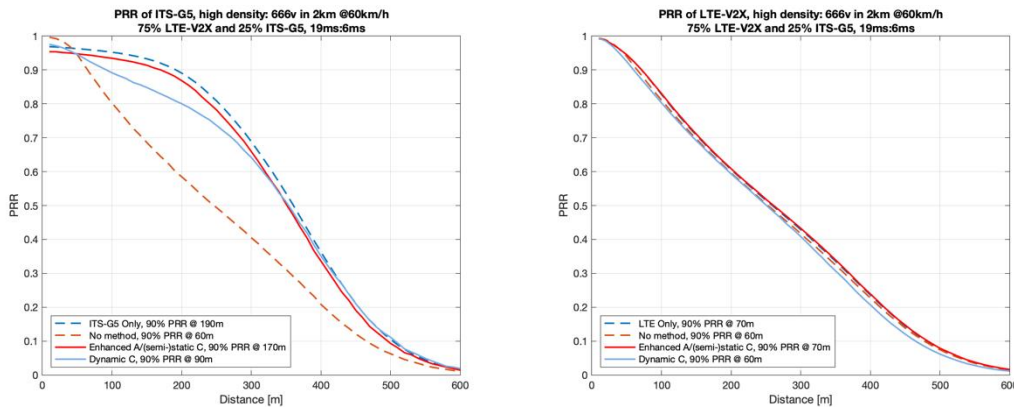 PRR of ITS-G5, high density: 666v in 2km @60km/h
75% LTE-V2X and 25% ITS-G5, 19ms:6ms
1
0.9
0.8
0.7
0.6
0.5
0.4
0.3
0.2
0.1
0
PRR
ITS-G5 Only, 90% PRR @ 190m
No method, 90% PRR @ 60m
Enhanced A/(semi-)static C, 90% PRR @ 170m
Dynamic C, 90% PRR @ 90m
0 100 200 300 400 500 600
Distance [m]
PRR of LTE-V2X, high density: 666v in 2km @60km/h
75% LTE-V2X and 25% ITS-G5, 19ms:6ms
1
0.9
0.8
0.7
0.6
0.5
0.4
0.3
0.2
0.1
0
PRR
LTE Only, 90% PRR @ 70m
No method, 90% PRR @ 60m
Enhanced A/(semi-)static C, 90% PRR @ 70m
Dynamic C, 90% PRR @ 60m
0 100 200 300 400 500 600
Distance [m]